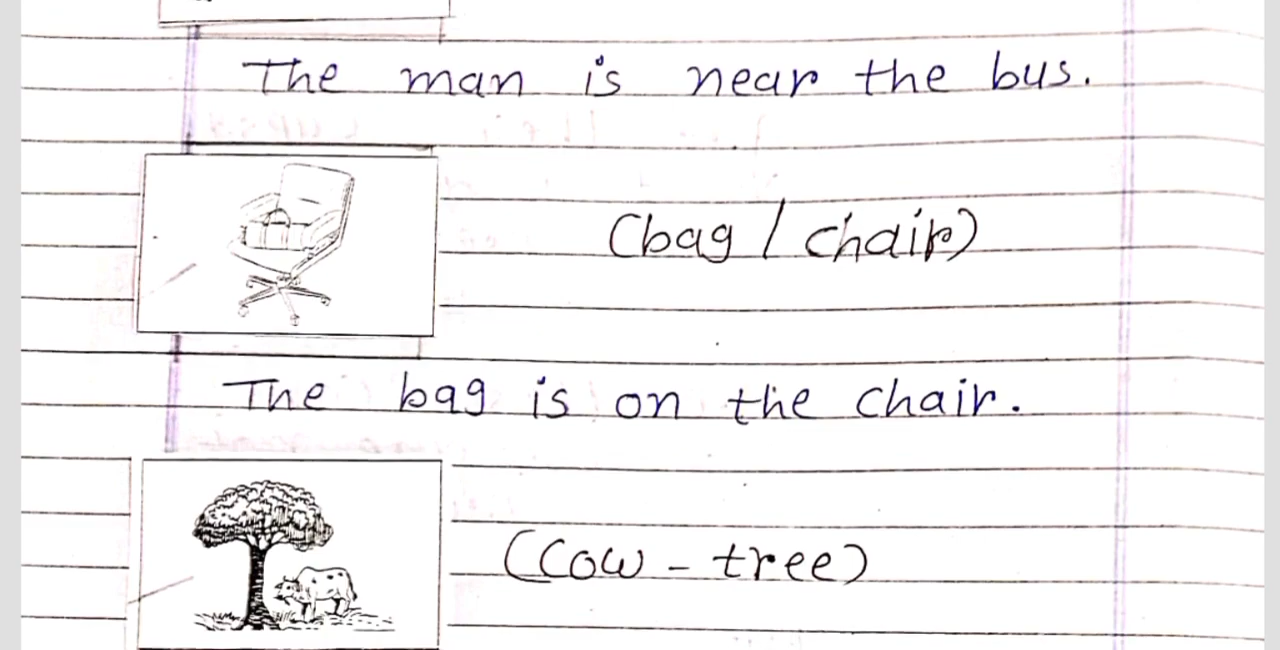 The man is near the bus.
(bag / chair)
The bag is on the chair.
(Cow - tree)